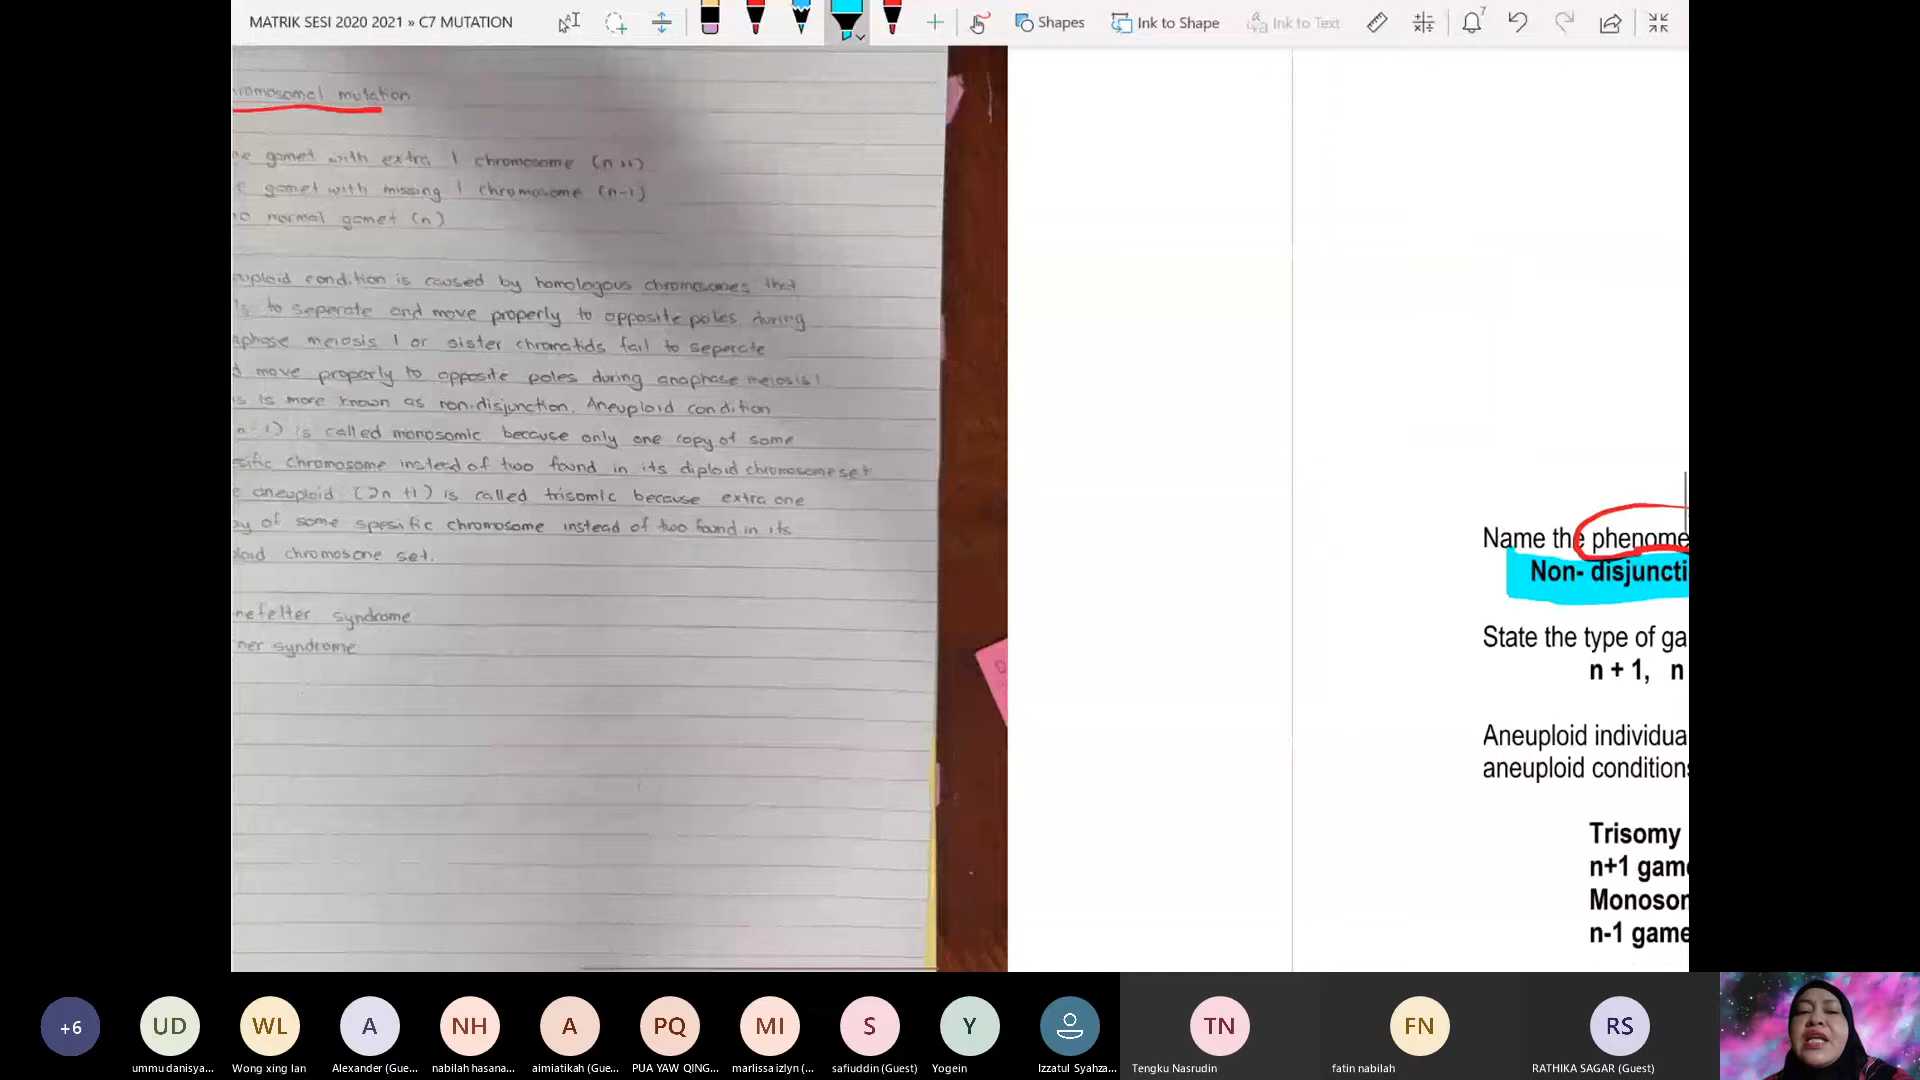 MATRIK SESI 2020 2021 » C7 MUTATION
Shapes
Ink to Shape
Ink to Text
7
romosomel mutation
gamet with extra 1 chromosome (n+1)
gamet with missing 1 chromosome (n-1)
normal gamet (n)
uploid condition is caused by homologous chromosomes that
to seperate and move properly to opposite poles during
aphase meiosis 1 or sister chromatids fail to seperate
d move properly to opposite poles during anaphase meiosis 1
is is more known as non-disjunction. Aneuploid condition
n-1) is called monosomic because only one copy of some
sific chromosome instead of two found in its diploid chromosome set
e aneuploid (2n+1) is called trisomic because extra one
py of some spesific chromosome instead of two found in its
ploid chromosone set.
nefelter syndrome
ner syndrome
Name the phenome
Non- disjuncti
State the type of ga
n + 1, n
Aneuploid individua
aneuploid conditions
Trisomy
n+1 game
Monosor
n-1 game
+6
UD
WL
A
NH
A
PQ
MI
S
Y
TN
FN
RS
ummu danisya...
Wong xing lan
Alexander (Gue...
nabilah hasana...
aimiatikah (Gue...
PUA YAW QING...
marlissa izlyn (...
safiuddin (Guest)
Yogein
Izzatul Syahza...
Tengku Nasrudin
fatin nabilah
RATHIKA SAGAR (Guest)